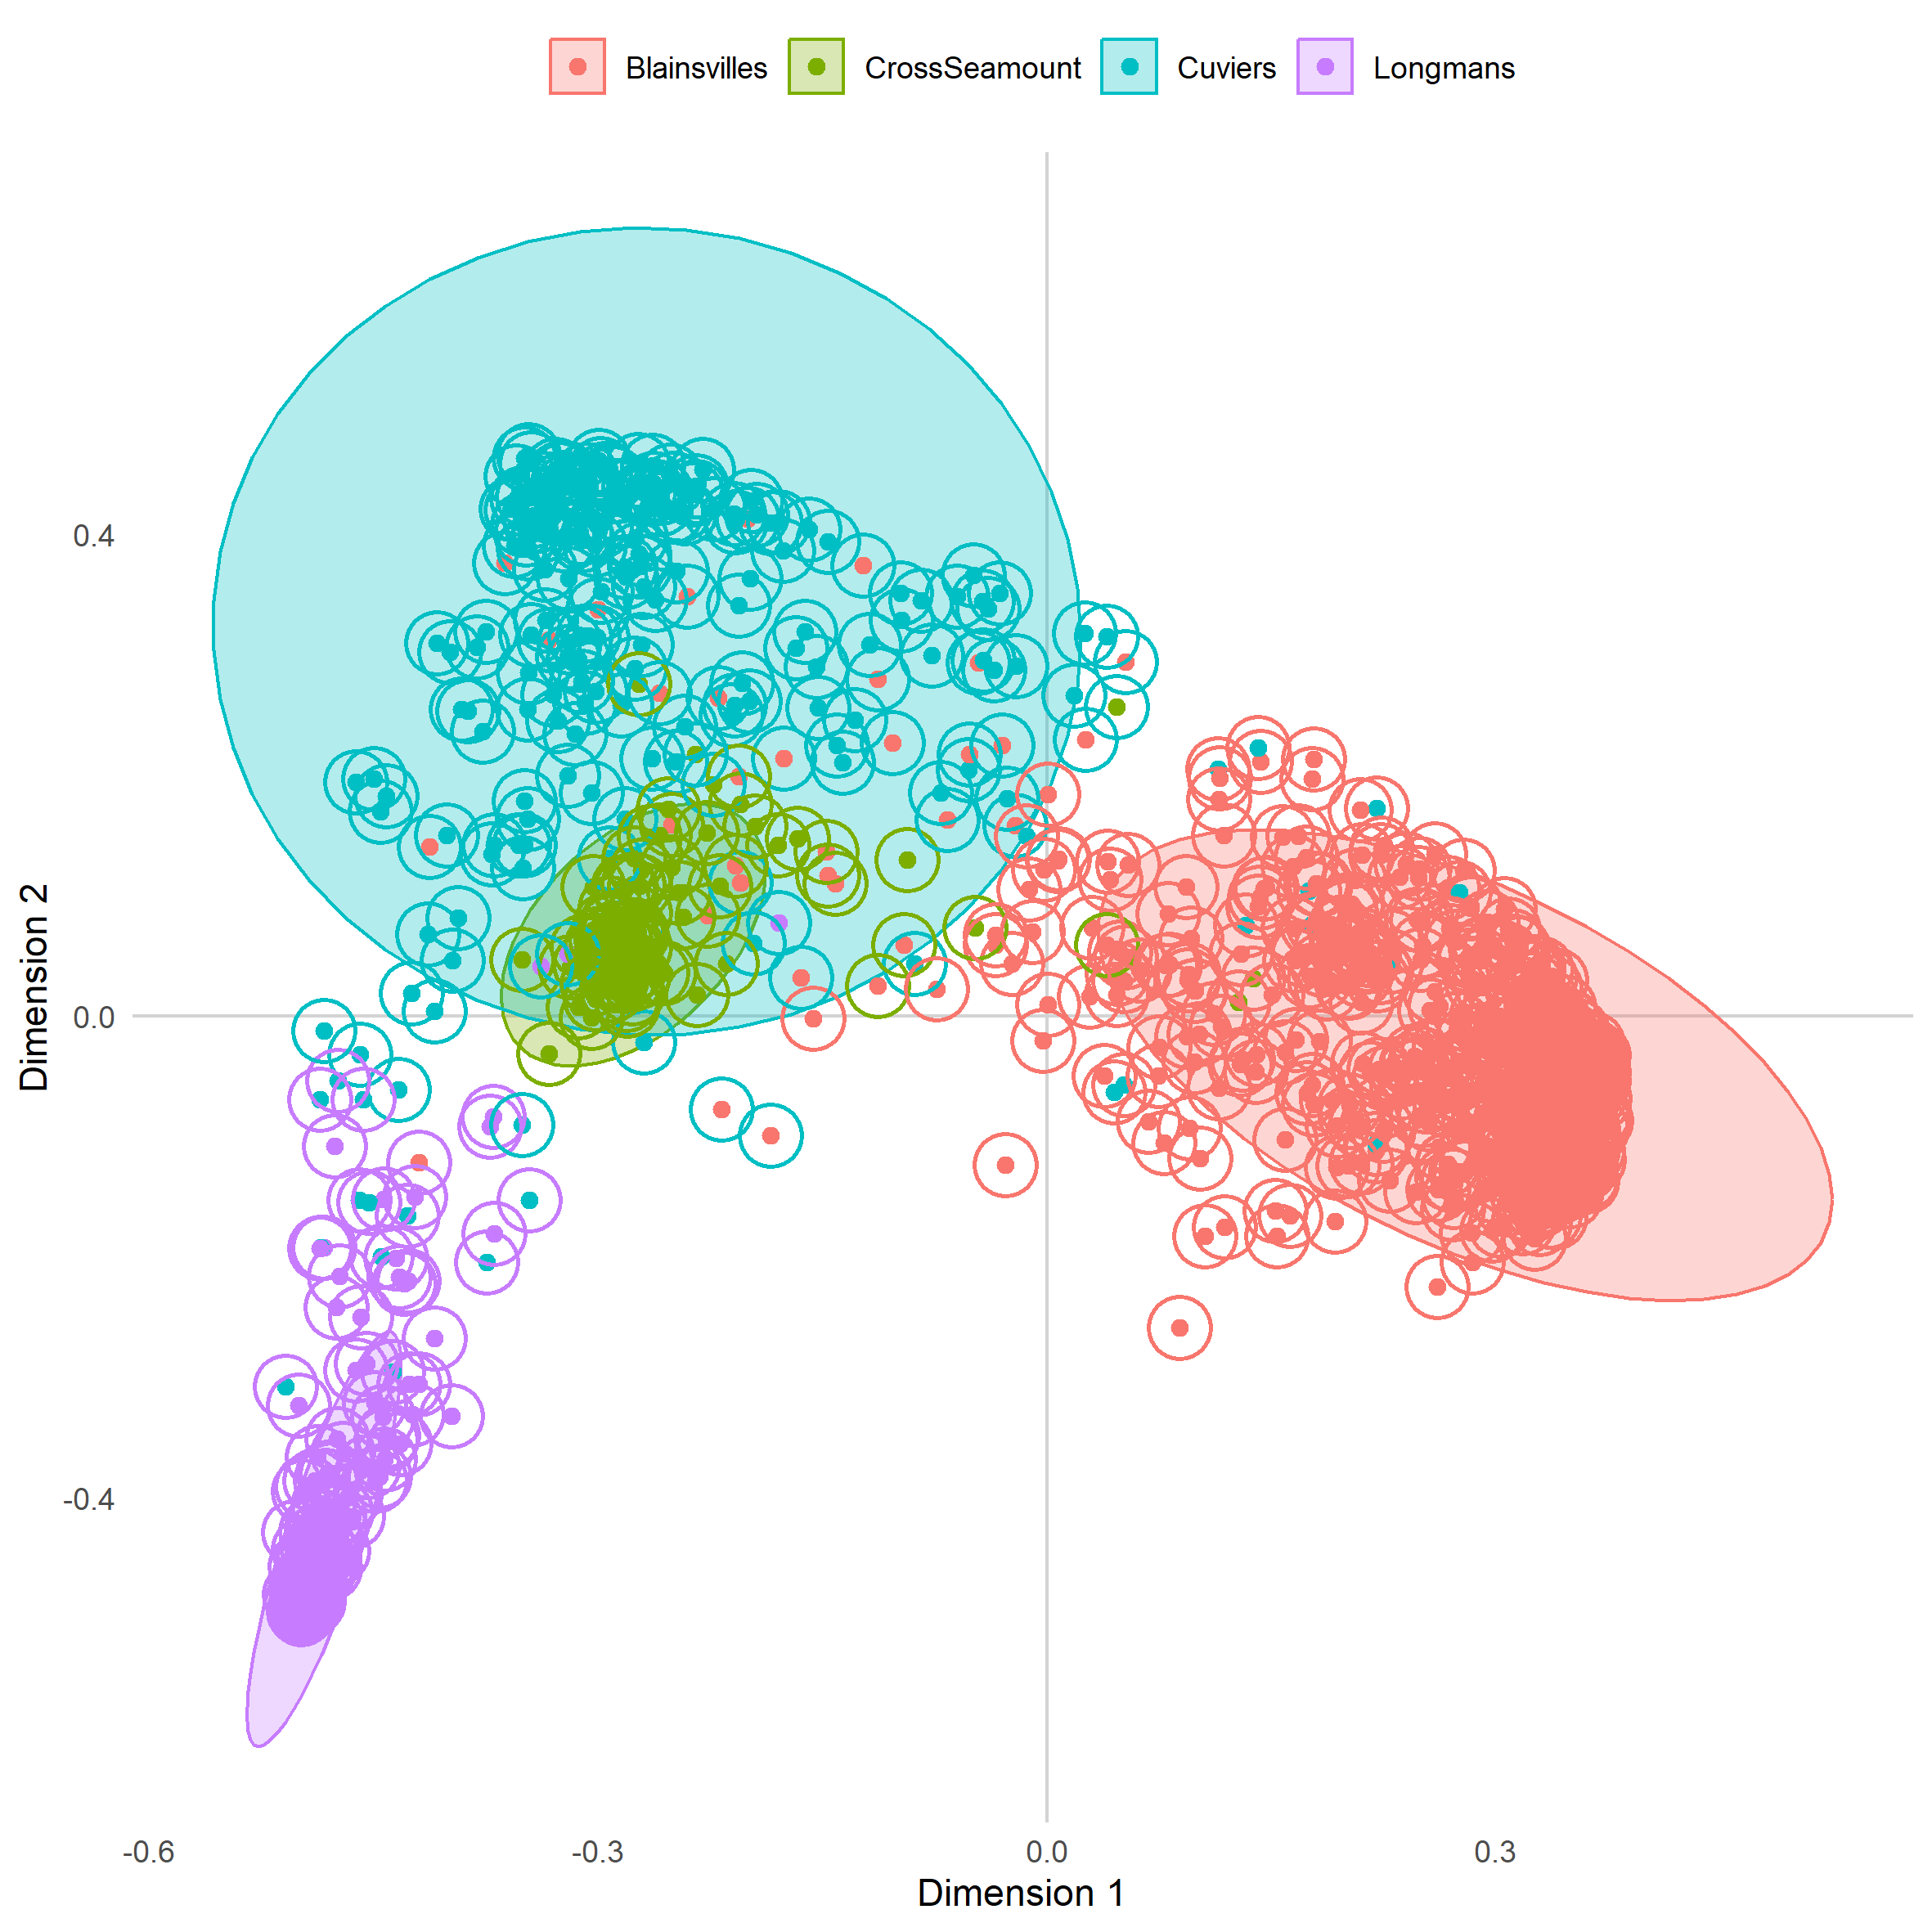 Blainsvilles CrossSeamount Cuviers Longmans
0.4
0.0
-0.4
Dimension 2
-0.6 -0.3 0.0 0.3
Dimension 1